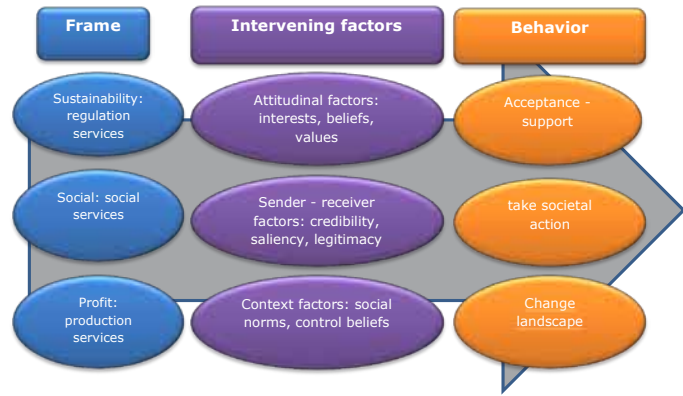 Frame
Intervening factors
Behavior
Sustainability:
regulation
services
Attitudinal factors:
interests, beliefs,
values
Acceptance -
support
Social: social
services
Sender - receiver
factors: credibility,
saliency, legitimacy
take societal
action
Profit:
production
services
Context factors: social
norms, control beliefs
Change
landscape